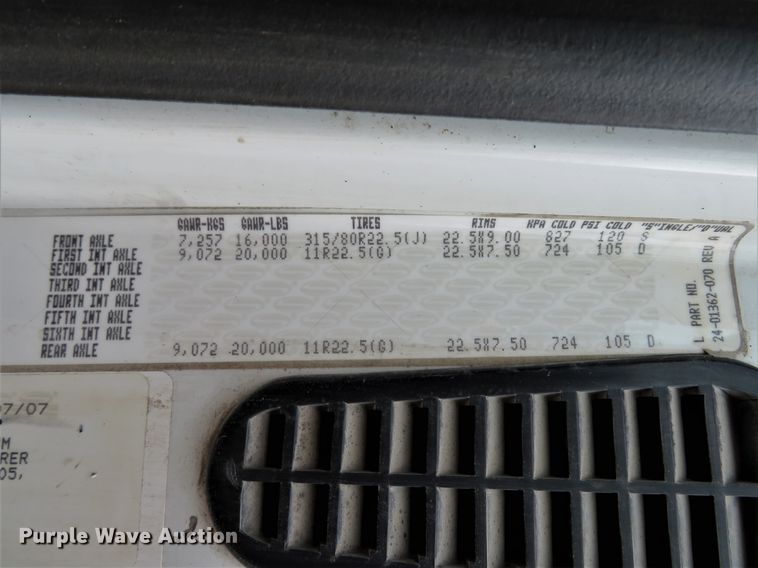 GAWR-KGS GAWR-LBS TIRES RIMS KPA COLD PSI COLD "S"INGLE/"D"UAL
FRONT AXLE 7,257 16,000 315/80R22.5(J) 22.5X9.00 827 120 S
FIRST INT AXLE 9,072 20,000 11R22.5(G) 22.5X7.50 724 105 D
SECOND INT AXLE
THIRD INT AXLE
FOURTH INT AXLE
FIFTH INT AXLE
SIXTH INT AXLE
REAR AXLE 9,072 20,000 11R22.5(G) 22.5X7.50 724 105 D
L PART NO.
24-01362-070 REV A
07/07
M
RER
05,
Purple Wave Auction